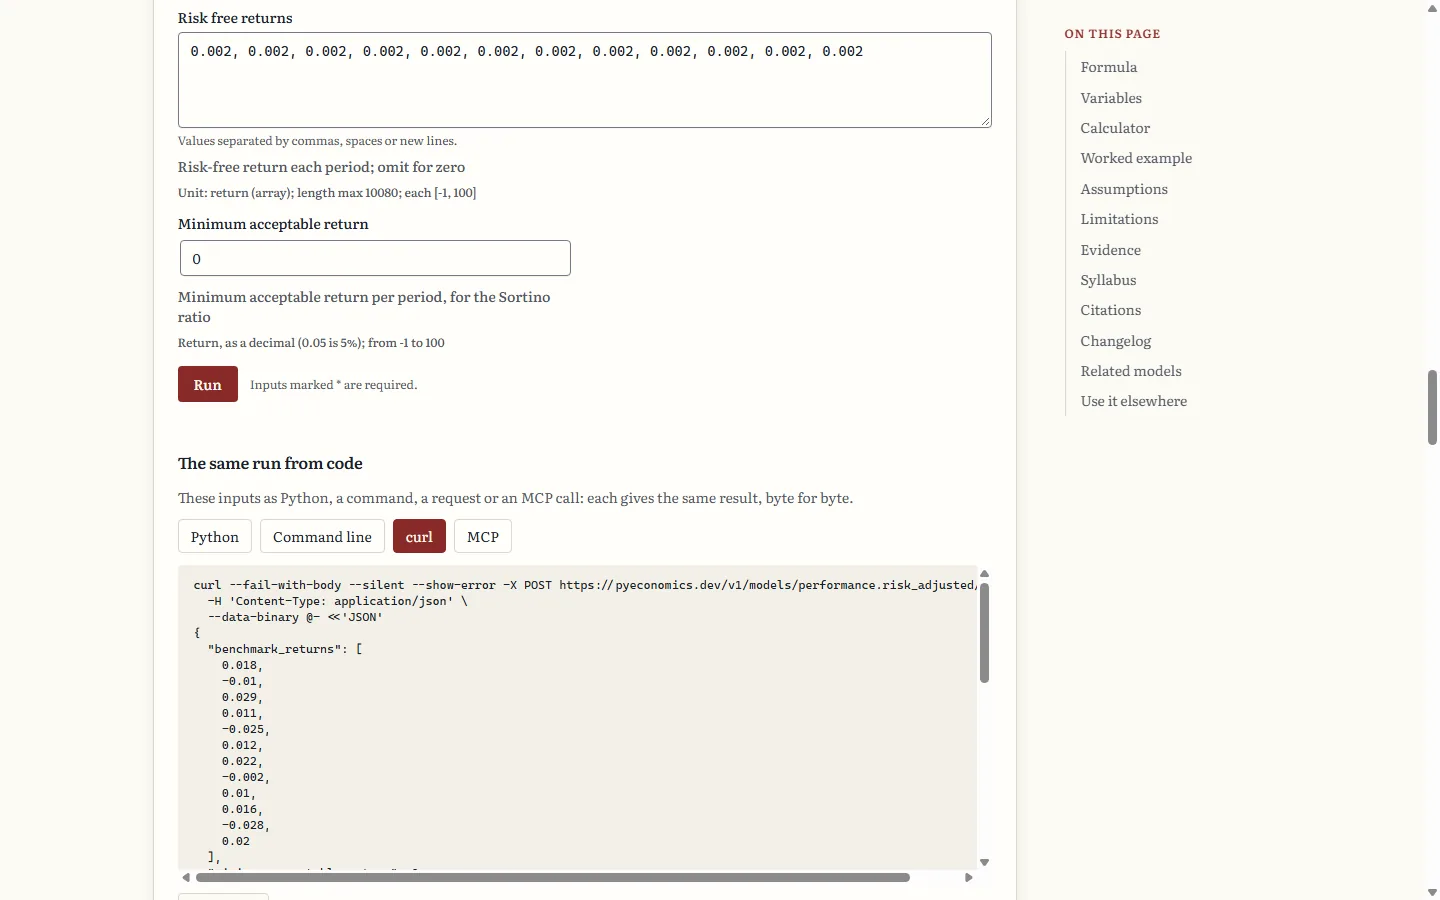 Risk free returns
0.002, 0.002, 0.002, 0.002, 0.002, 0.002, 0.002, 0.002, 0.002, 0.002, 0.002, 0.002
Values separated by commas, spaces or new lines.
Risk-free return each period; omit for zero
Unit: return (array); length max 10080; each [-1, 100]
Minimum acceptable return
0
Minimum acceptable return per period, for the Sortino
ratio
Return, as a decimal (0.05 is 5%); from -1 to 100
Run
Inputs marked * are required.
The same run from code
These inputs as Python, a command, a request or an MCP call: each gives the same result, byte for byte.
Python
Command line
curl
MCP
curl --fail-with-body --silent --show-error -X POST https://pyeconomics.dev/v1/models/performance.risk_adjusted/
-H 'Content-Type: application/json' \
--data-binary @- <<'JSON'
{
"benchmark_returns": [
0.018,
-0.01,
0.029,
0.011,
-0.025,
0.012,
0.022,
-0.002,
0.01,
0.016,
-0.028,
0.02
],
ON THIS PAGE
Formula
Variables
Calculator
Worked example
Assumptions
Limitations
Evidence
Syllabus
Citations
Changelog
Related models
Use it elsewhere